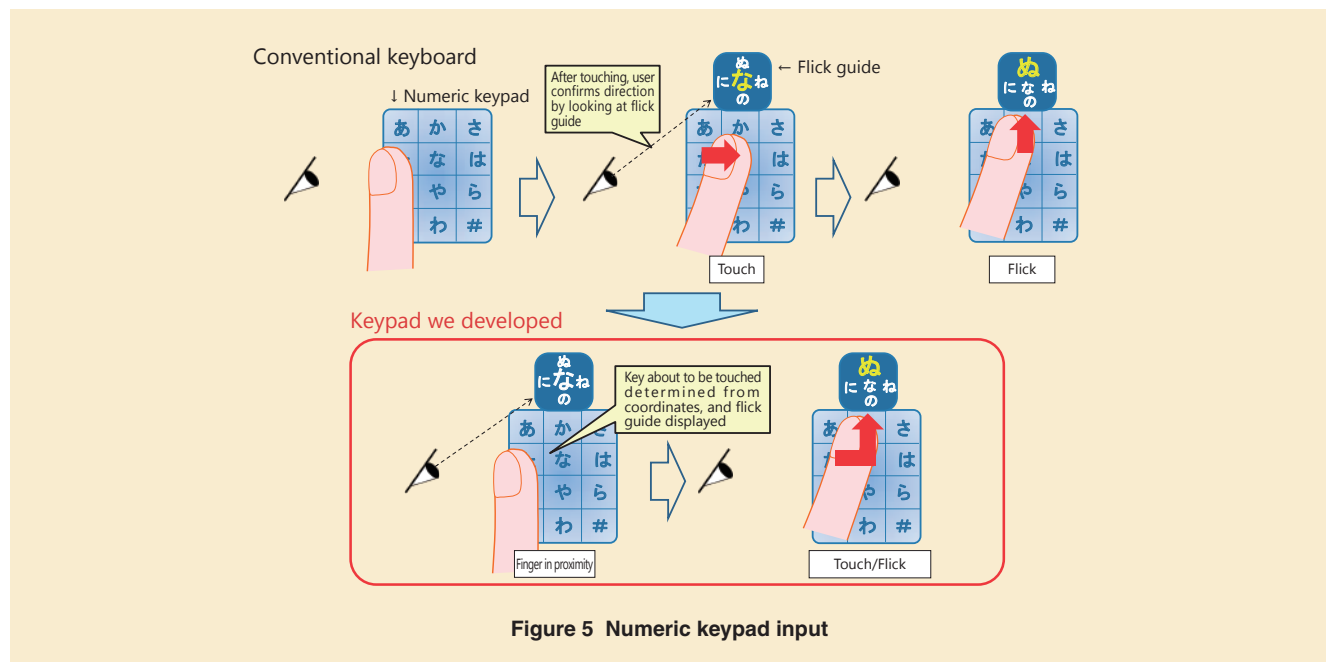 Conventional keyboard
↓ Numeric keypad
あ か さ
な は
や ら
わ #
After touching, user
confirms direction
by looking at flick
guide
ぬ
に な ね
の
← Flick guide
あ か さ
は
ら
わ #
Touch
ぬ
に な ね
の
あ さ
は
ら
わ #
Flick
Keypad we developed
ぬ
に な ね
の
Key about to be touched
determined from
coordinates, and flick
guide displayed
あ か さ
な は
や ら
わ #
Finger in proximity
ぬ
に な ね
の
あ さ
は
や ら
わ #
Touch/Flick
Figure 5 Numeric keypad input